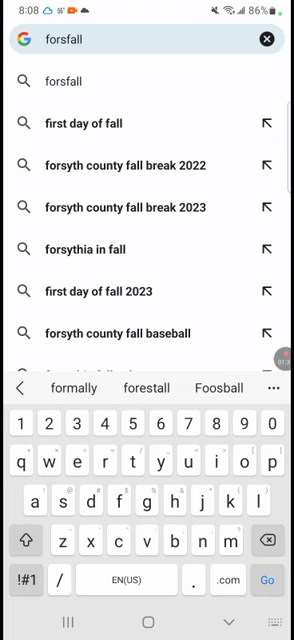 8:08 56° 86%
forsfall
forsfall
first day of fall
forsyth county fall break 2022
forsyth county fall break 2023
forsythia in fall
first day of fall 2023
forsyth county fall baseball
formally forestall Foosball
1 2 3 4 5 6 7 8 9 0
q w e r t y u i o p
a s d f g h j k l
z x c v b n m
!#1 / EN(US) . .com Go